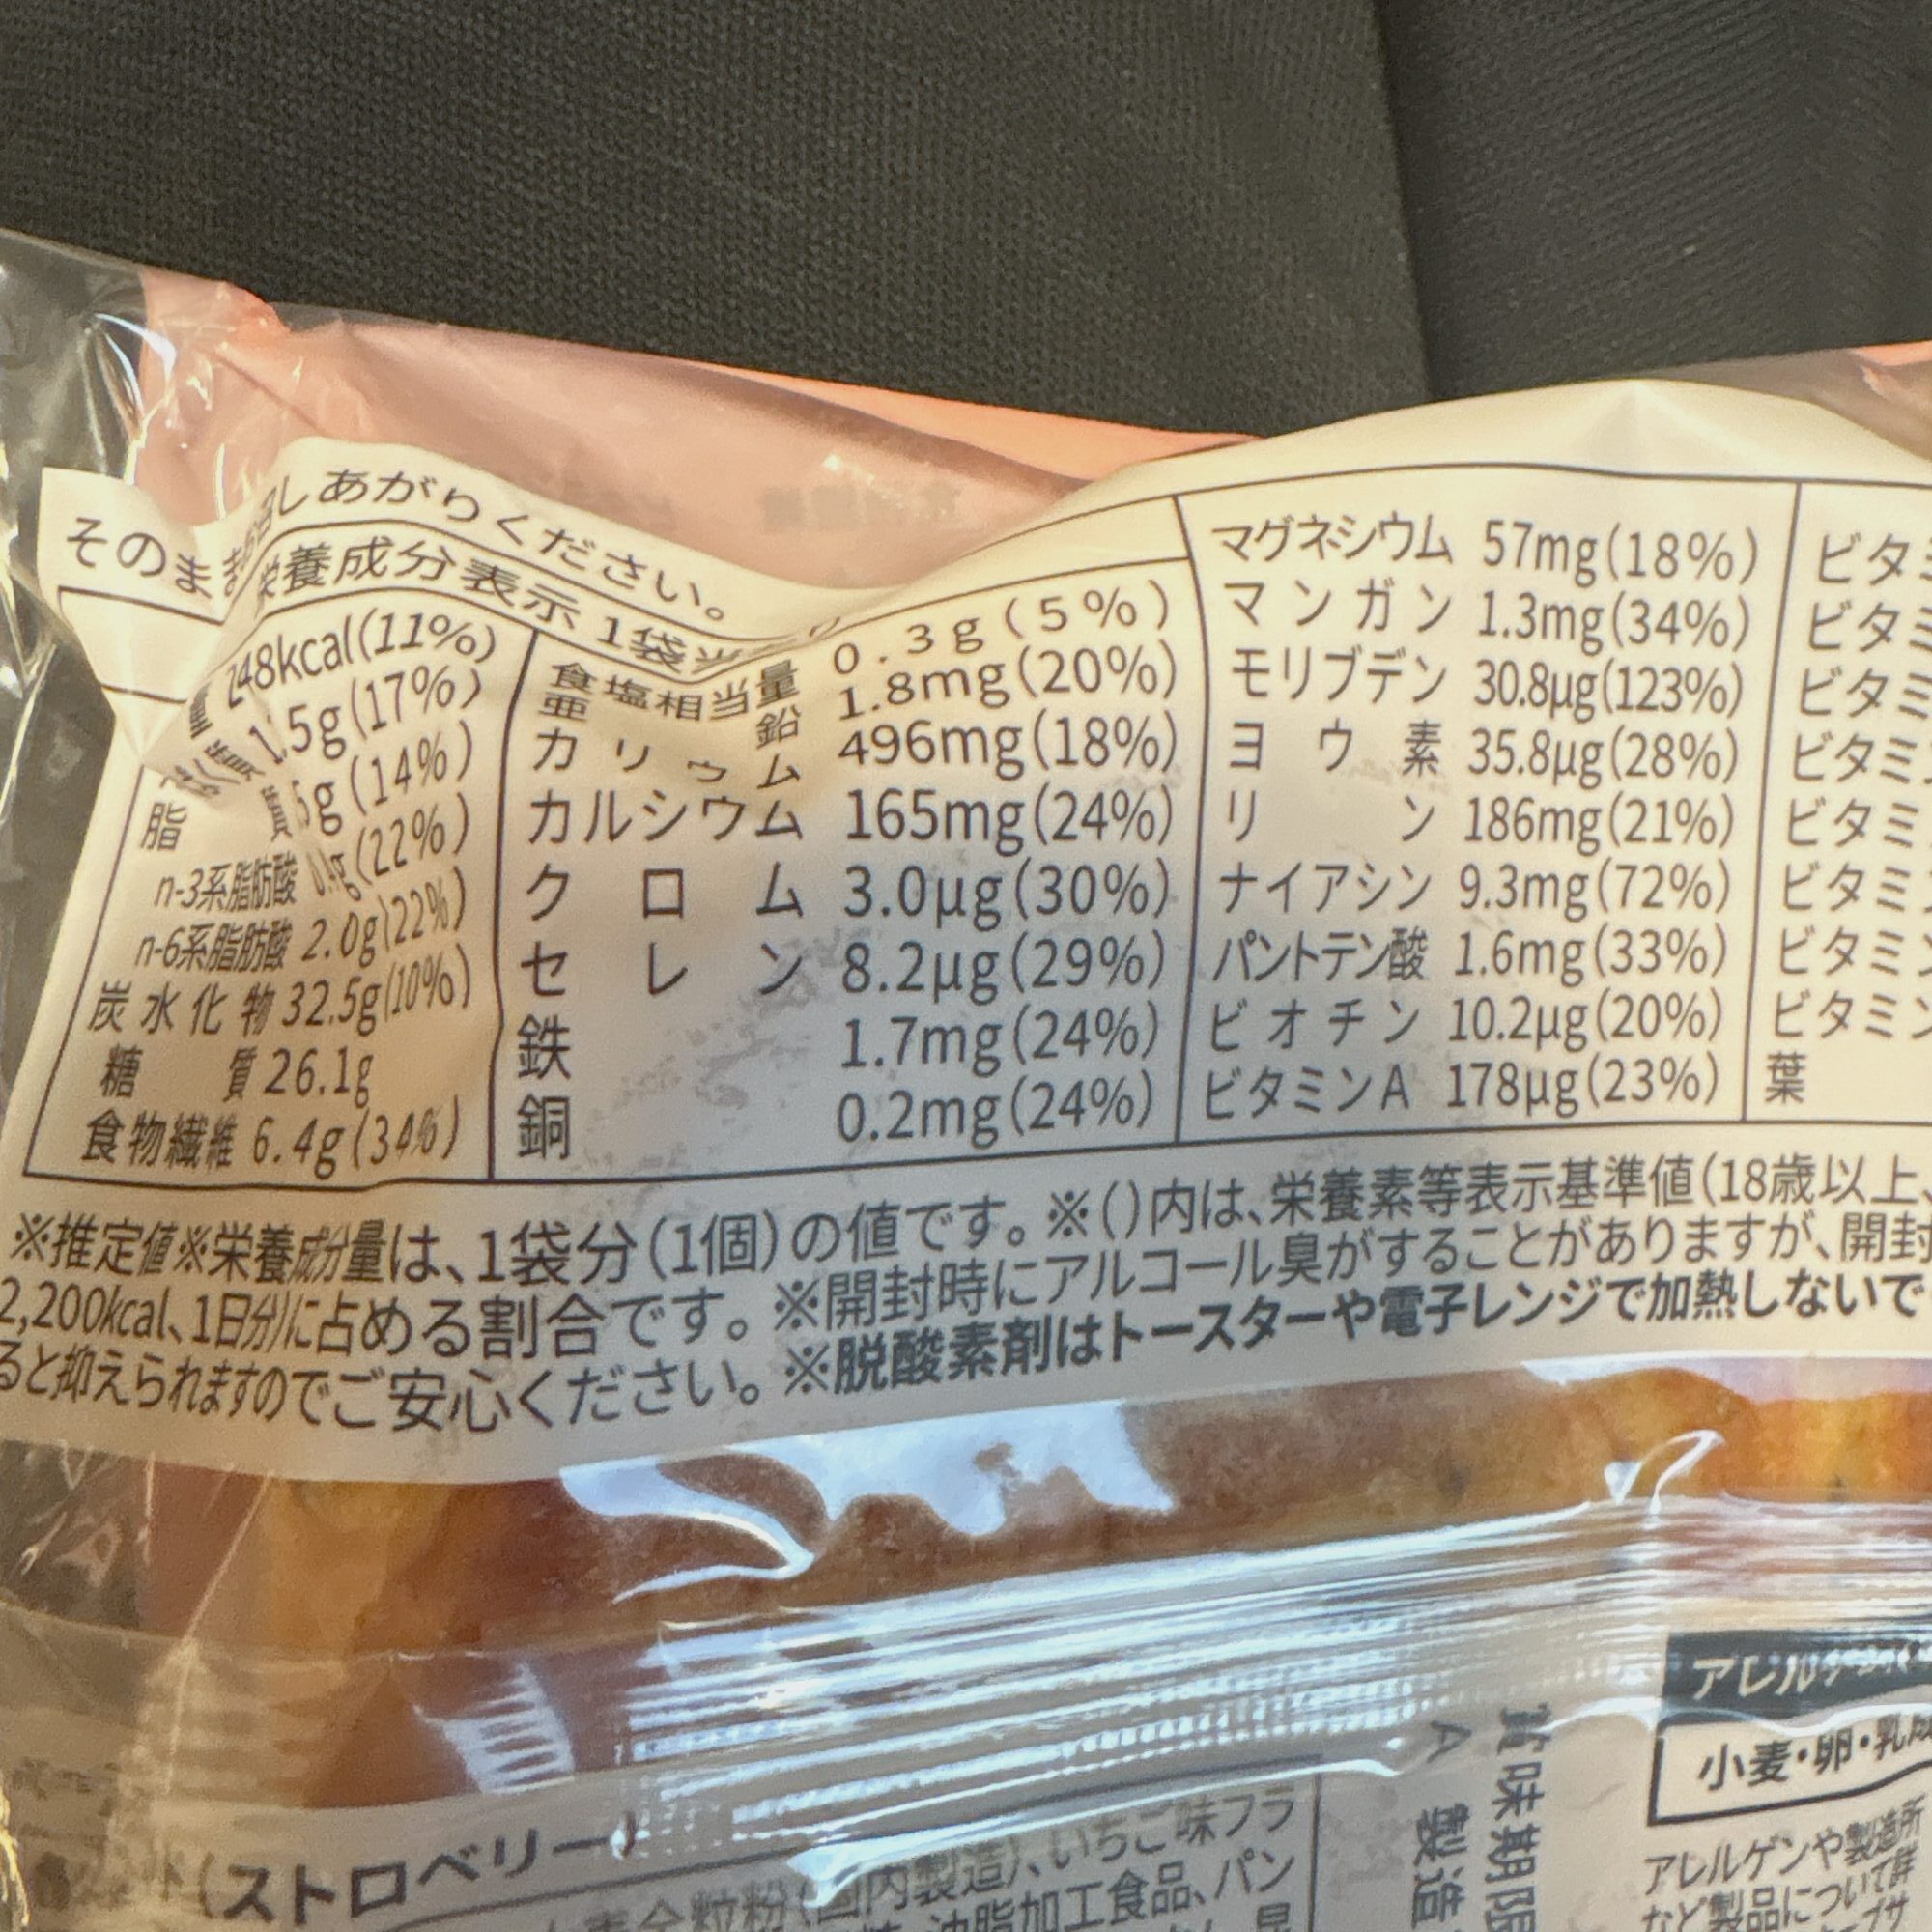 そのままお召しあがりください。
栄養成分表示 1袋当たり
248kcal(11%)
1.5g(17%)
脂質 5g(14%)
n-3系脂肪酸 (22%)
n-6系脂肪酸 2.0g(22%)
炭水化物 32.5g(10%)
糖質 26.1g
食物繊維 6.4g(34%)
食塩相当量 0.3g(5%)
亜鉛 1.8mg(20%)
カリウム 496mg(18%)
カルシウム 165mg(24%)
クロム 3.0μg(30%)
セレン 8.2μg(29%)
鉄 1.7mg(24%)
銅 0.2mg(24%)
マグネシウム 57mg(18%)
マンガン 1.3mg(34%)
モリブデン 30.8μg(123%)
ヨウ素 35.8μg(28%)
リン 186mg(21%)
ナイアシン 9.3mg(72%)
パントテン酸 1.6mg(33%)
ビオチン 10.2μg(20%)
ビタミンA 178μg(23%)
ビタ
ビタミ
ビタミ
ビタミ
ビタミ
ビタミ
ビタミン
ビタミン
葉
※推定値※栄養成分量は、1袋分(1個)の値です。※()内は、栄養素等表示基準値(18歳以上、
2,200kcal、1日分)に占める割合です。※開封時にアルコール臭がすることがありますが、開封
ると抑えられますのでご安心ください。※脱酸素剤はトースターや電子レンジで加熱しないで
(ストロベリー)
全粒粉(国内製造)、いちご味フラ
油脂加工食品、パン
賞味期限
A 製造
アレルゲン
小麦・卵・乳成
アレルゲンや製造所
など製品について詳